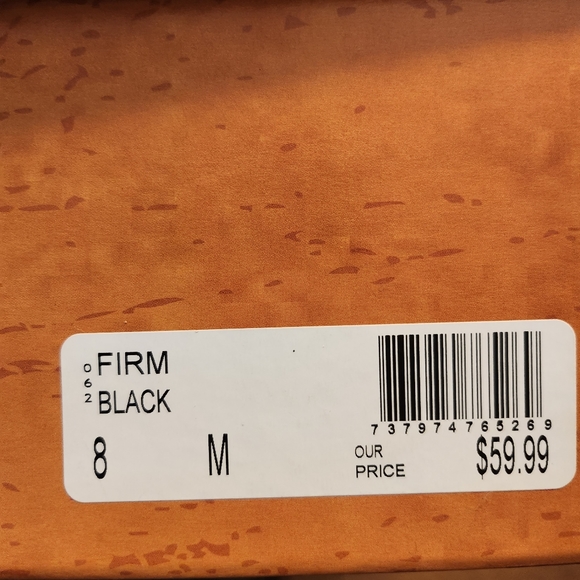 062
FIRM
BLACK
8 M
737974765269
OUR
PRICE
$59.99